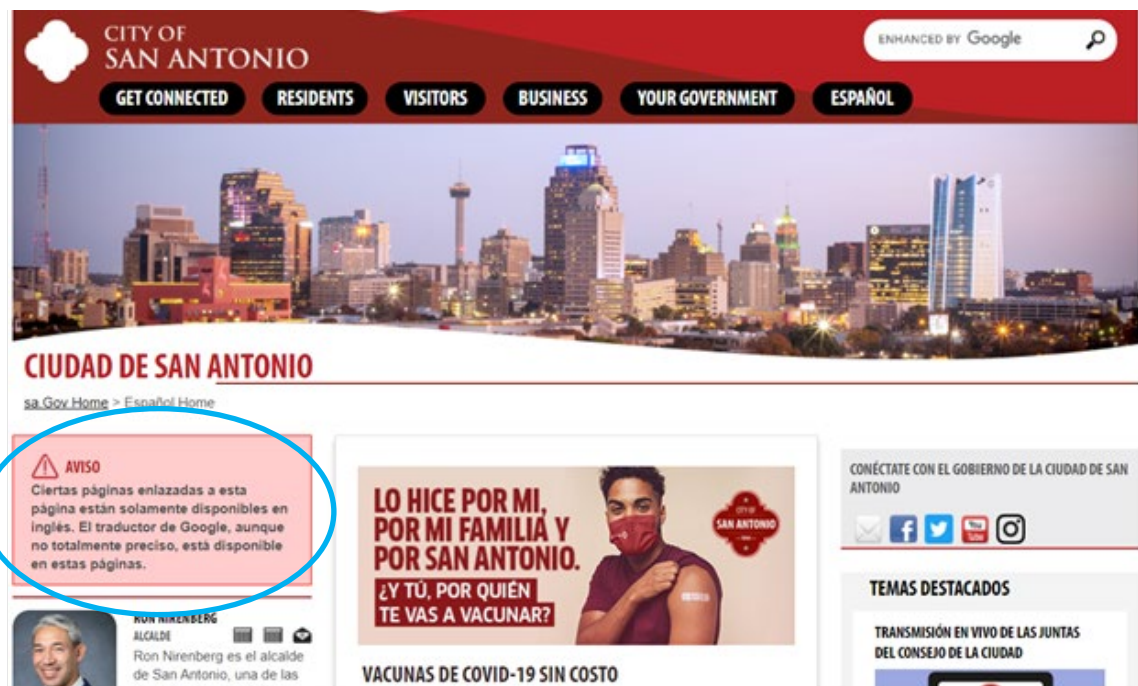 CITY OF
SAN ANTONIO
ENHANCED BY Google
GET CONNECTED RESIDENTS VISITORS BUSINESS YOUR GOVERNMENT ESPAÑOL
CIUDAD DE SAN ANTONIO
sa.Gov Home > Español Home
AVISO
Ciertas páginas enlazadas a esta
página están solamente disponibles en
inglés. El traductor de Google, aunque
no totalmente preciso, está disponible
en estas páginas.
RON NIRENBERG
ALCALDE
Ron Nirenberg es el alcalde
de San Antonio, una de las
LO HICE POR MI,
POR MI FAMILIA Y
POR SAN ANTONIO.
¿Y TÚ, POR QUIÉN
TE VAS A VACUNAR?
CITY OF
SAN ANTONIO
VACUNAS DE COVID-19 SIN COSTO
CONÉCTATE CON EL GOBIERNO DE LA CIUDAD DE SAN
ANTONIO
You
Tube
TEMAS DESTACADOS
TRANSMISIÓN EN VIVO DE LAS JUNTAS
DEL CONSEJO DE LA CIUDAD